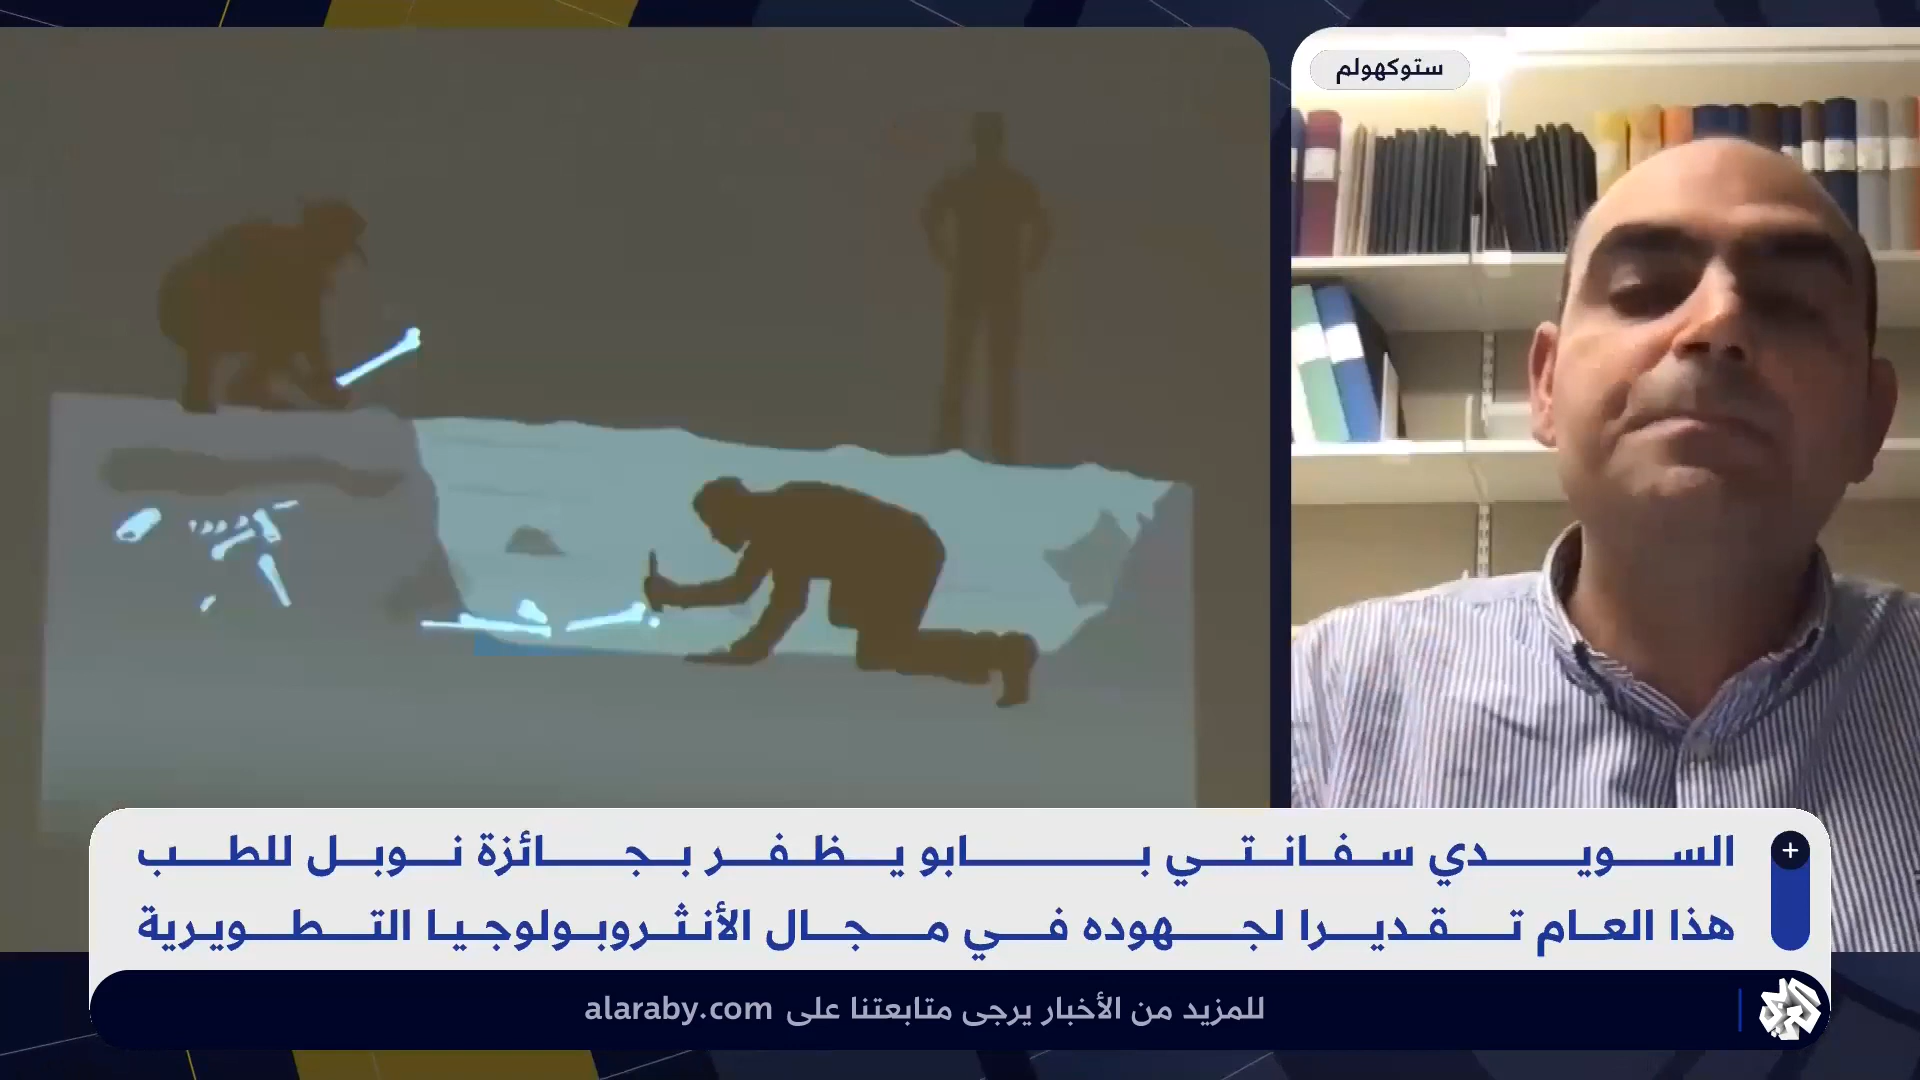 ستوكهولم
السويدي سفانتي بابو يظفر بجائزة نوبل للطب
هذا العام تقديرا لجهوده في مجال الأنثروبولوجيا التطويرية
للمزيد من الأخبار يرجى متابعتنا على alaraby.com